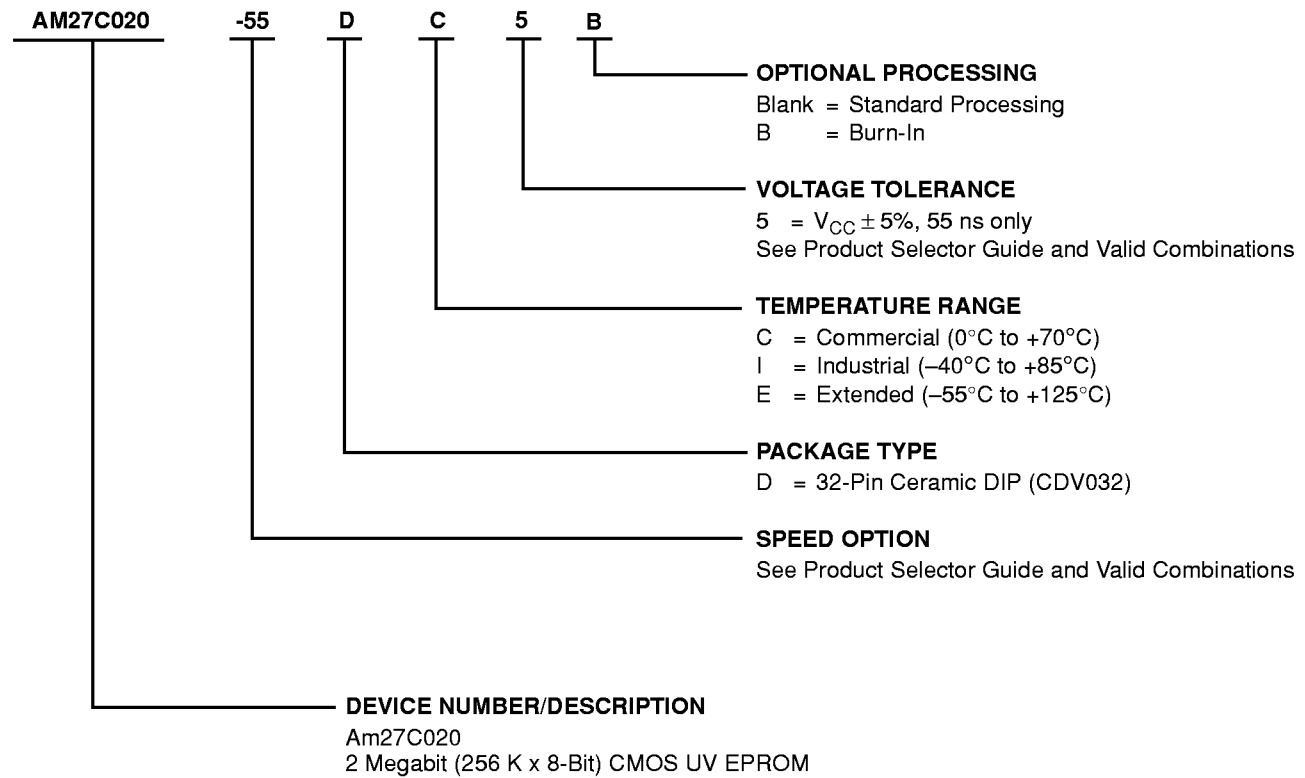 AM27C020 -55 D C 5 B
OPTIONAL PROCESSING
Blank = Standard Processing
B = Burn-In
VOLTAGE TOLERANCE
5 = VCC ± 5%, 55 ns only
See Product Selector Guide and Valid Combinations
TEMPERATURE RANGE
C = Commercial (0°C to +70°C)
I = Industrial (–40°C to +85°C)
E = Extended (–55°C to +125°C)
PACKAGE TYPE
D = 32-Pin Ceramic DIP (CDV032)
SPEED OPTION
See Product Selector Guide and Valid Combinations
DEVICE NUMBER/DESCRIPTION
Am27C020
2 Megabit (256 K x 8-Bit) CMOS UV EPROM